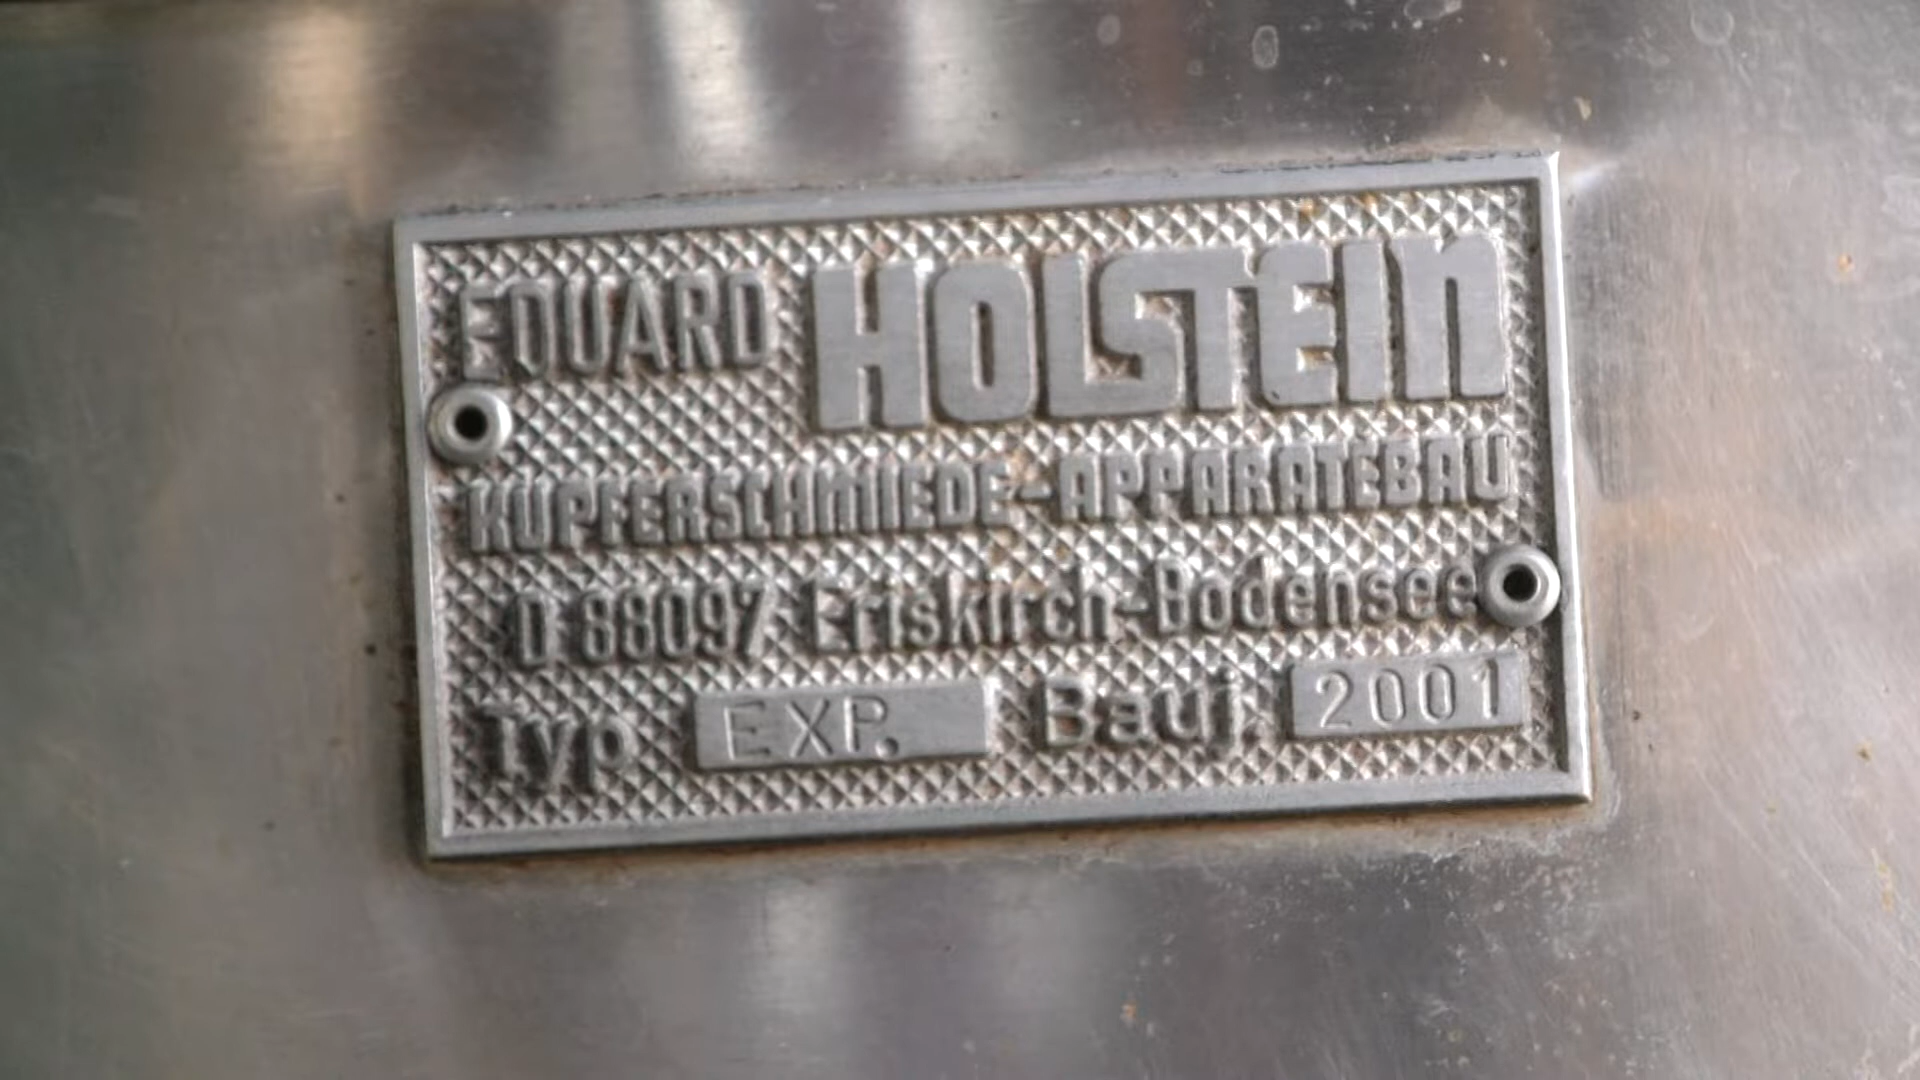 EDUARD HOLSTEIN
KUPFERSCHMIEDE-APPARATEBAU
D 88097 Eriskirch-Bodensee
Typ EXP. Bauj. 2001